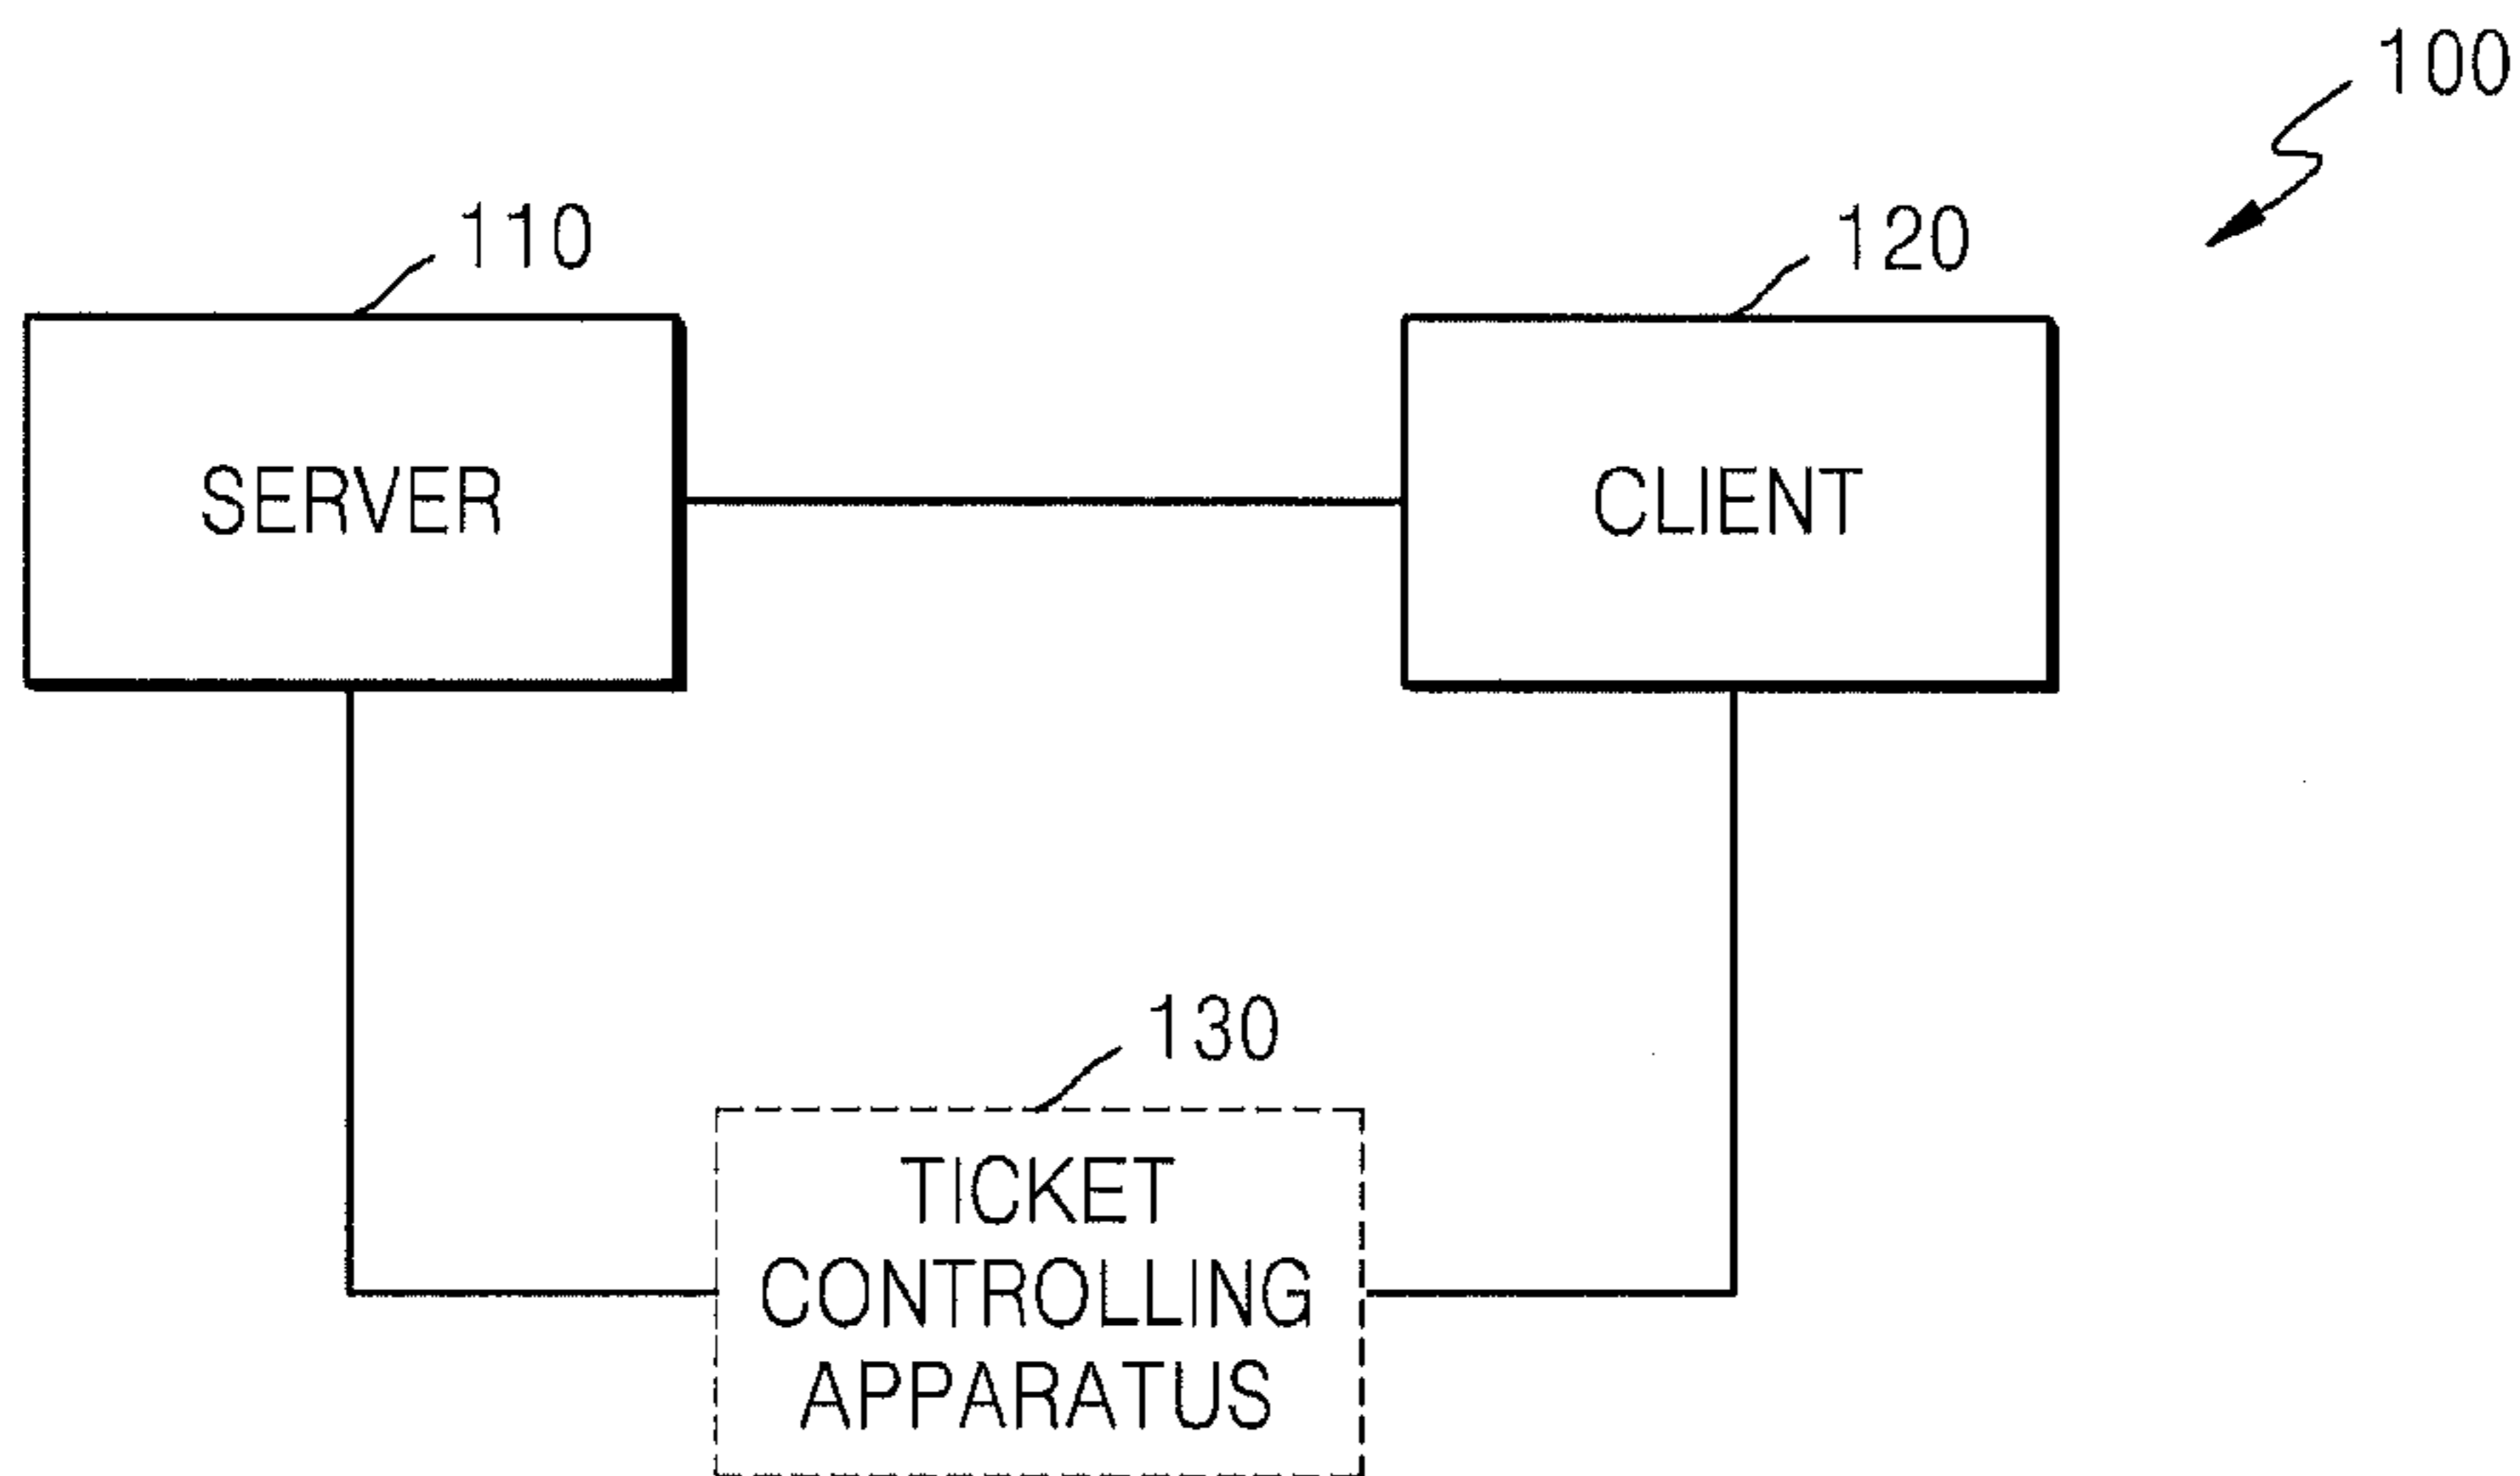 100
110
120
SERVER
CLIENT
130
TICKET
CONTROLLING
APPARATUS